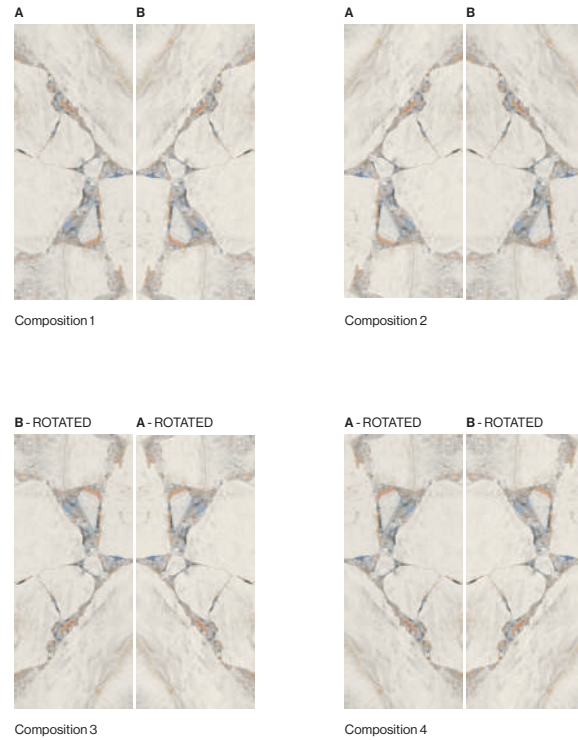 A B
A B
Composition 1
Composition 2
B - ROTATED A - ROTATED
A - ROTATED B - ROTATED
Composition 3
Composition 4